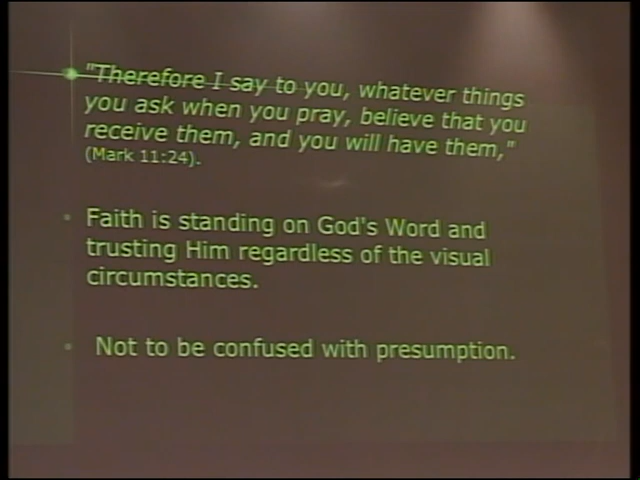 "Therefore I say to you, whatever things
you ask when you pray, believe that you
receive them, and you will have them,"
(Mark 11:24).
• Faith is standing on God's Word and
trusting Him regardless of the visual
circumstances.
• Not to be confused with presumption.